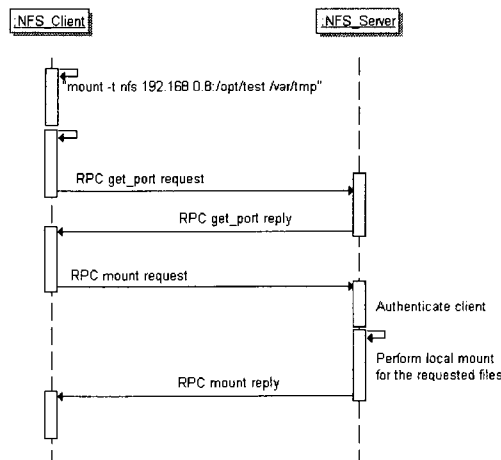 :NFS_Client
:NFS_Server
"mount -t nfs 192.168.0.8:/opt/test /var/tmp"
RPC get_port request
RPC get_port reply
RPC mount request
Authenticate client
Perform local mount
for the requested files
RPC mount reply